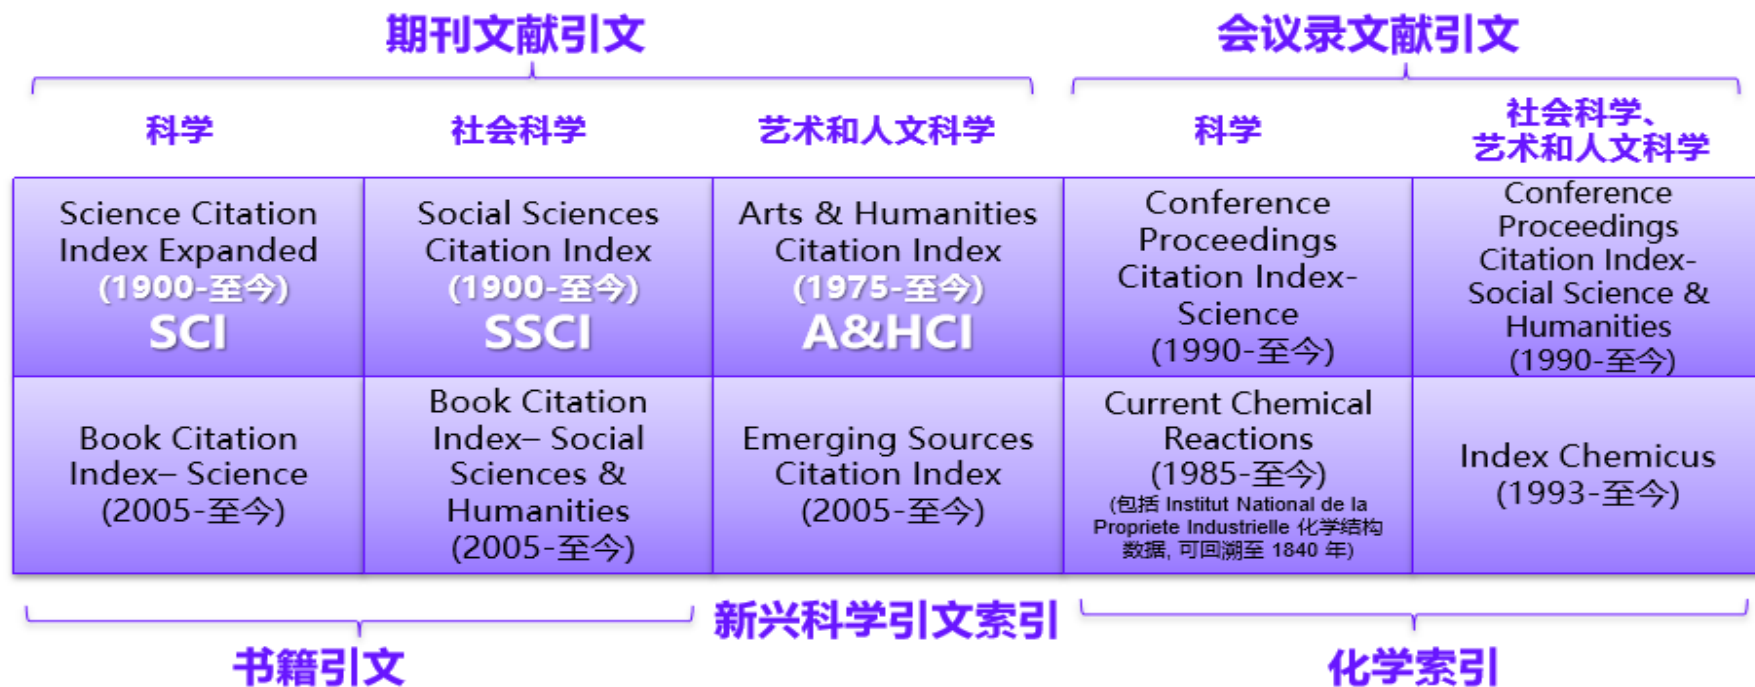 期刊文献引文
会议录文献引文
科学
社会科学
艺术和人文科学
科学
社会科学、
艺术和人文科学
Science Citation
Index Expanded
(1900-至今)
SCI
Social Sciences
Citation Index
(1900-至今)
SSCI
Arts & Humanities
Citation Index
(1975-至今)
A&HCI
Conference
Proceedings
Citation Index-
Science
(1990-至今)
Conference
Proceedings
Citation Index-
Social Science &
Humanities
(1990-至今)
Book Citation
Index– Science
(2005-至今)
Book Citation
Index– Social
Sciences &
Humanities
(2005-至今)
Emerging Sources
Citation Index
(2005-至今)
Current Chemical
Reactions
(1985-至今)
(包括 Institut National de la
Propriete Industrielle 化学结构
数据, 可回溯至 1840 年)
Index Chemicus
(1993-至今)
书籍引文
新兴科学引文索引
化学索引